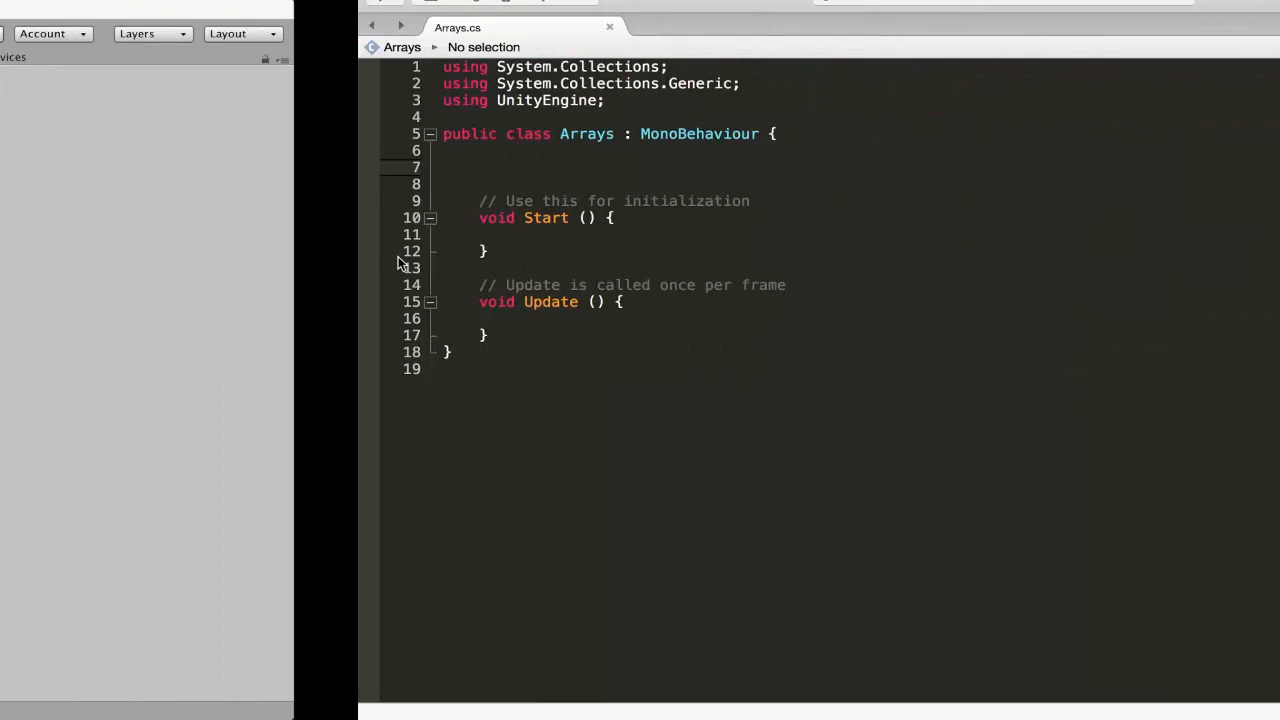 Account
Layers
Layout
vices
Arrays.cs
Arrays
No selection
1 using System.Collections;
2 using System.Collections.Generic;
3 using UnityEngine;
4
5 public class Arrays : MonoBehaviour {
6
7
8
9 // Use this for initialization
10 void Start () {
11
12 }
13
14 // Update is called once per frame
15 void Update () {
16
17 }
18 }
19